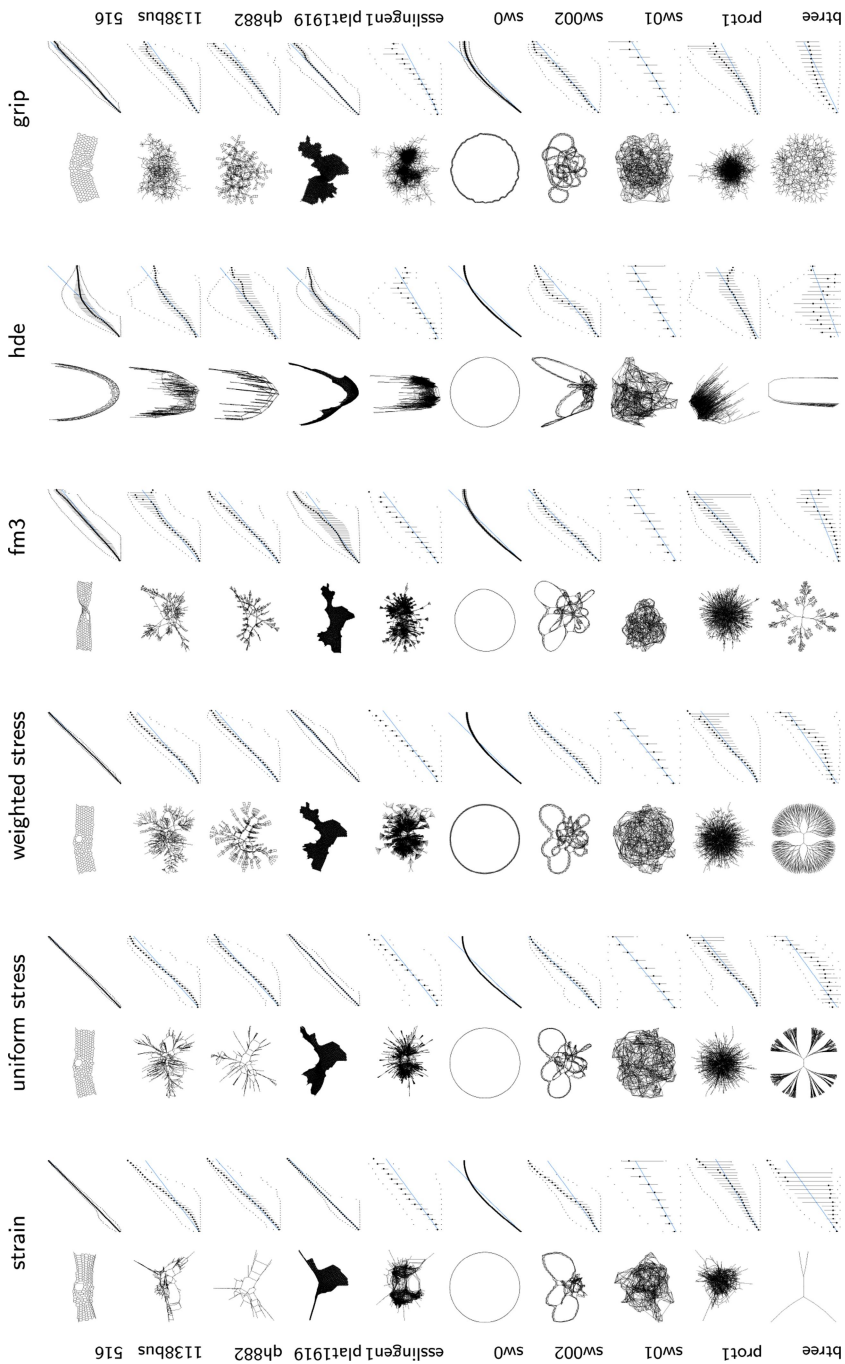 516
1138bus
qh882
plat1919
esslingen1
sw0
sw002
sw01
prot1
btree
grip
hde
fm3
weighted stress
uniform stress
strain
516
1138bus
qh882
plat1919
esslingen1
sw0
sw002
sw01
prot1
btree